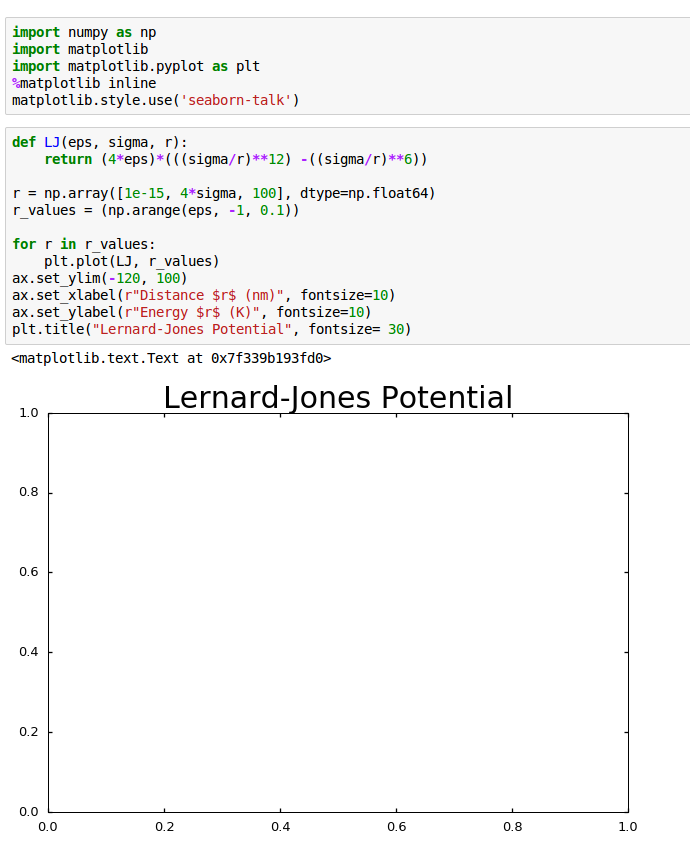 import numpy as np
import matplotlib
import matplotlib.pyplot as plt
%matplotlib inline
matplotlib.style.use('seaborn-talk')
def LJ(eps, sigma, r):
    return (4*eps)*(((sigma/r)**12) -((sigma/r)**6))
r = np.array([1e-15, 4*sigma, 100], dtype=np.float64)
r_values = (np.arange(eps, -1, 0.1))
for r in r_values:
    plt.plot(LJ, r_values)
ax.set_ylim(-120, 100)
ax.set_xlabel(r"Distance $r$ (nm)", fontsize=10)
ax.set_ylabel(r"Energy $r$ (K)", fontsize=10)
plt.title("Lernard-Jones Potential", fontsize= 30)
<matplotlib.text.Text at 0x7f339b193fd0>
Lernard-Jones Potential
1.0
0.8
0.6
0.4
0.2
0.0
0.0 0.2 0.4 0.6 0.8 1.0